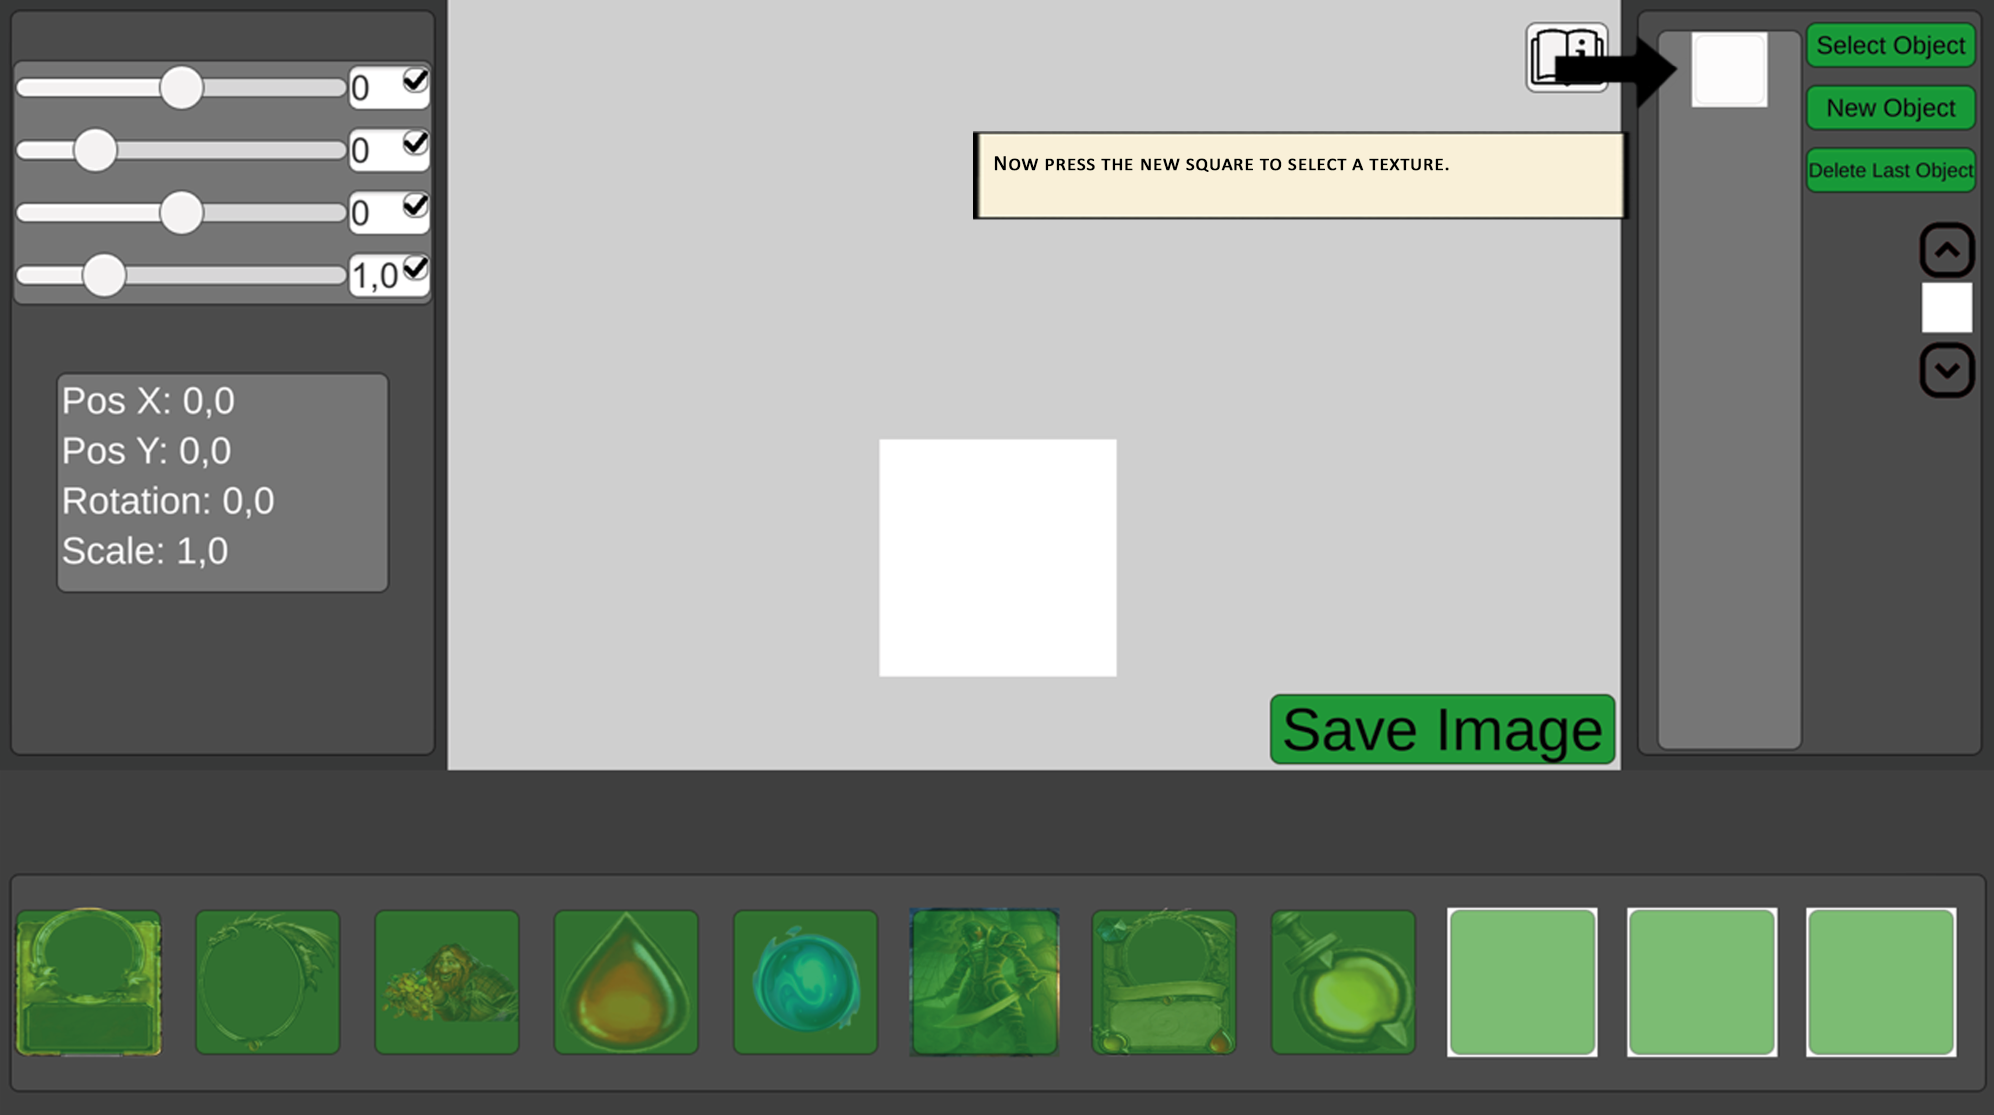 0
0
0
1,0
Pos X: 0,0
Pos Y: 0,0
Rotation: 0,0
Scale: 1,0
i
Now press the new square to select a texture.
Save Image
Select Object
New Object
Delete Last Object